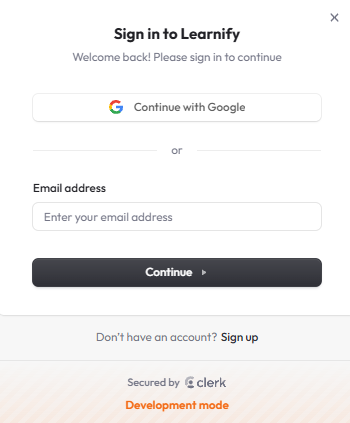 Sign in to Learnify
Welcome back! Please sign in to continue
Continue with Google
or
Email address
Enter your email address
Continue
Don't have an account? Sign up
Secured by clerk
Development mode